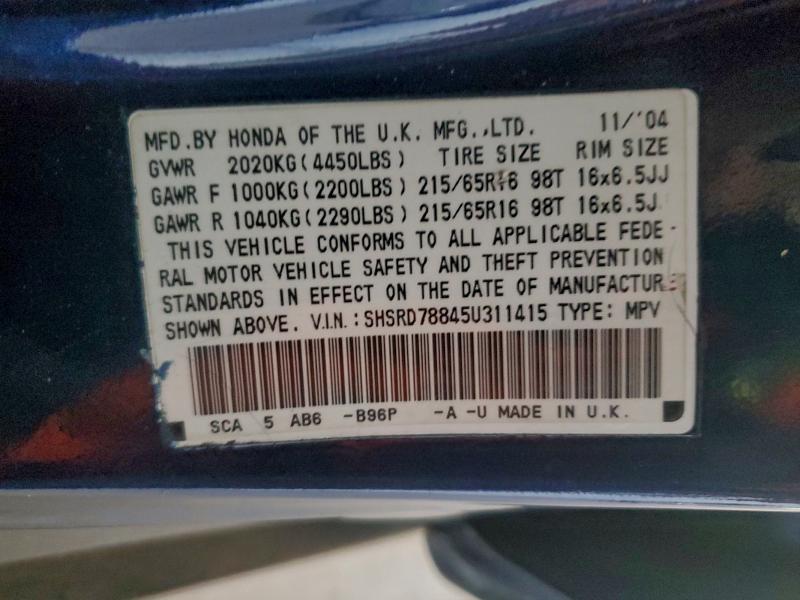 MFD.BY HONDA OF THE U.K. MFG.,LTD. 11/'04
GVWR 2020KG(4450LBS) TIRE SIZE RIM SIZE
GAWR F 1000KG(2200LBS) 215/65R16 98T 16x6.5JJ
GAWR R 1040KG(2290LBS) 215/65R16 98T 16x6.5J
THIS VEHICLE CONFORMS TO ALL APPLICABLE FEDE-
RAL MOTOR VEHICLE SAFETY AND THEFT PREVENTION
STANDARDS IN EFFECT ON THE DATE OF MANUFACTURE
SHOWN ABOVE. V.I.N.: SHSRD78845U311415 TYPE: MPV
SCA 5 AB6 -B96P -A -U MADE IN U.K.